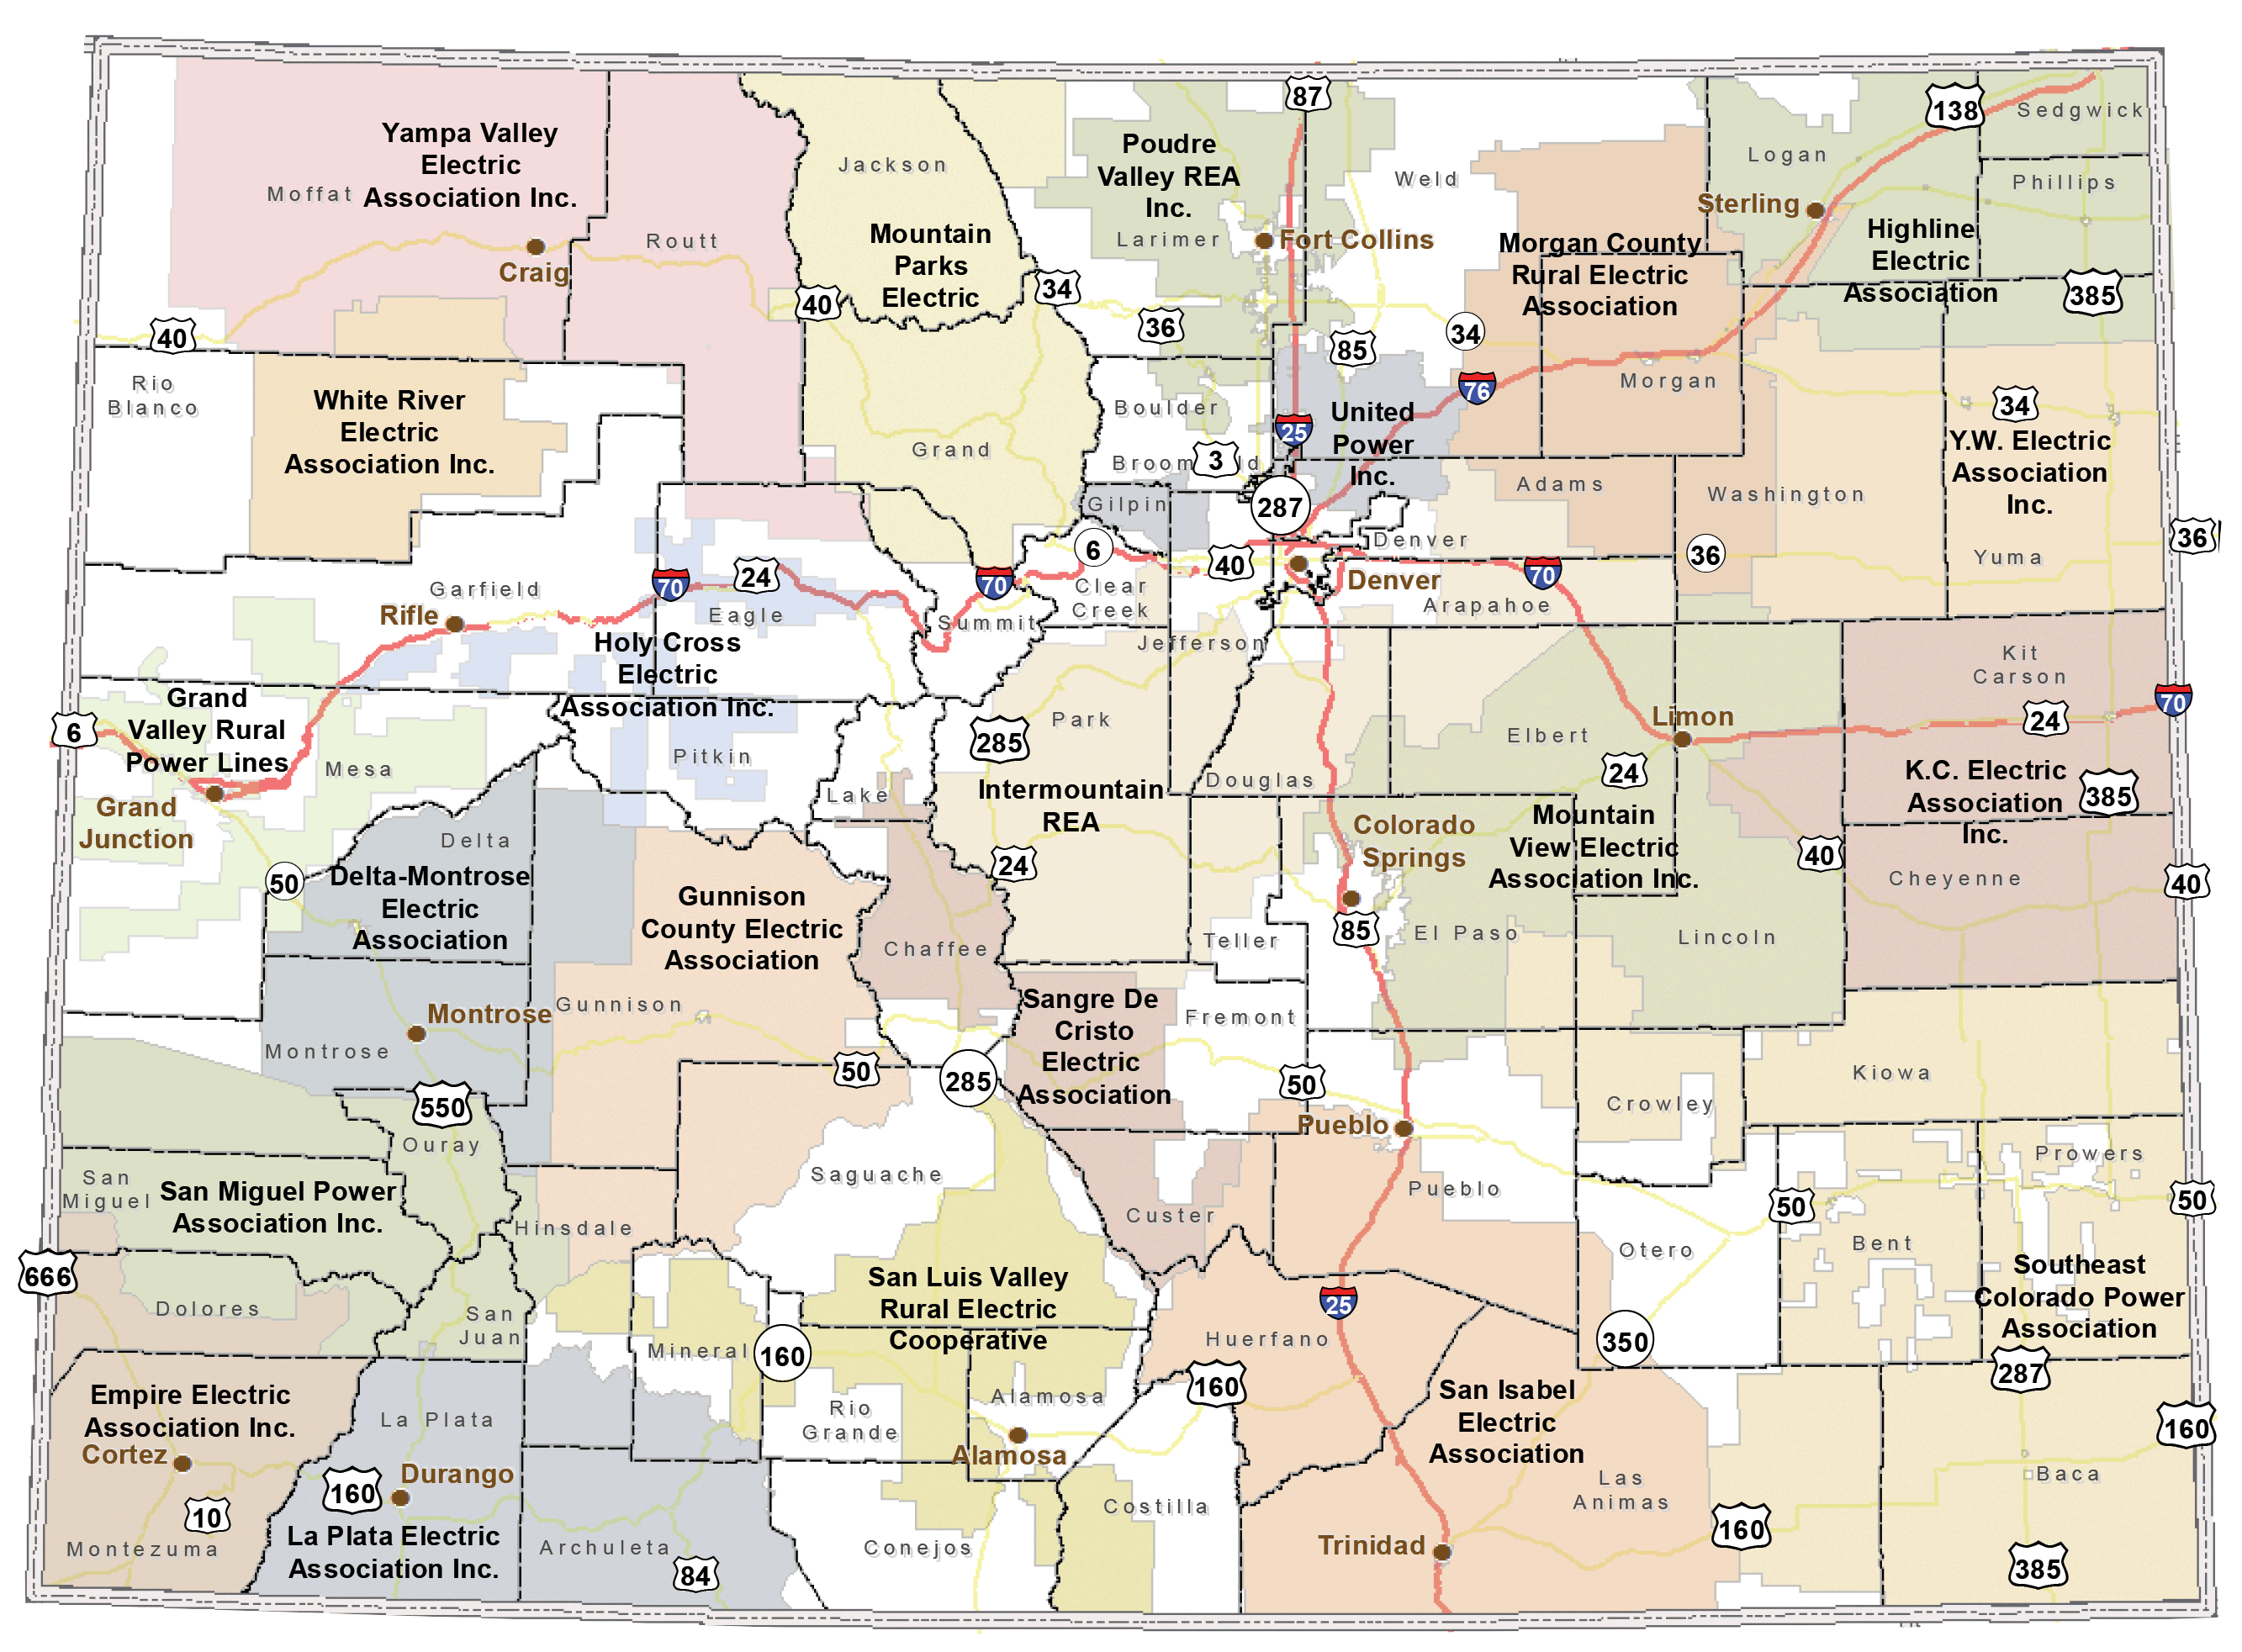 87
138
Sedgwick
Yampa Valley
Electric
Association Inc.
Moffat
Jackson
Poudre
Valley REA
Inc.
Larimer
Weld
Logan
Phillips
Sterling
Highline
Electric
Association
385
Routt
Craig
Mountain
Parks
Electric
Fort Collins
Morgan County
Rural Electric
Association
40
40
34
36
85
34
76
Morgan
Rio
Blanco
White River
Electric
Association Inc.
Grand
Boulder
25
United
Power
Inc.
34
Y.W. Electric
Association
Inc.
Broom
3
ld
Gilpin
287
Adams
Washington
Yuma
36
36
6
40
Denver
Denver
70
Arapahoe
Garfield
Rifle
70
24
Eagle
70
Clear
Creek
Summit
Jefferson
Holy Cross
Electric
Association Inc.
Kit
Carson
70
24
Grand
Valley Rural
Power Lines
6
Mesa
Pitkin
Park
285
Elbert
Limon
24
Grand
Junction
Lake
Intermountain
REA
Douglas
K.C. Electric
Association
Inc.
385
Delta
Colorado
Springs
Mountain
View Electric
Association Inc.
40
50
Delta-Montrose
Electric
Association
Gunnison
County Electric
Association
24
Cheyenne
40
Chaffee
Teller
85
El Paso
Lincoln
Montrose
Gunnison
Sangre De
Cristo
Electric
Association
Fremont
Montrose
50
285
50
Kiowa
550
Ouray
Crowley
Pueblo
Prowers
San
Miguel
San Miguel Power
Association Inc.
Saguache
Pueblo
50
50
Hinsdale
Custer
Otero
Bent
666
Dolores
San
Juan
San Luis Valley
Rural Electric
Cooperative
25
Southeast
Colorado Power
Association
Mineral
160
Huerfano
350
287
Empire Electric
Association Inc.
La Plata
Rio
Grande
Alamosa
160
San Isabel
Electric
Association
160
Cortez
Alamosa
Durango
160
10
Costilla
Las
Animas
Baca
160
Montezuma
La Plata Electric
Association Inc.
Archuleta
84
Conejos
Trinidad
385